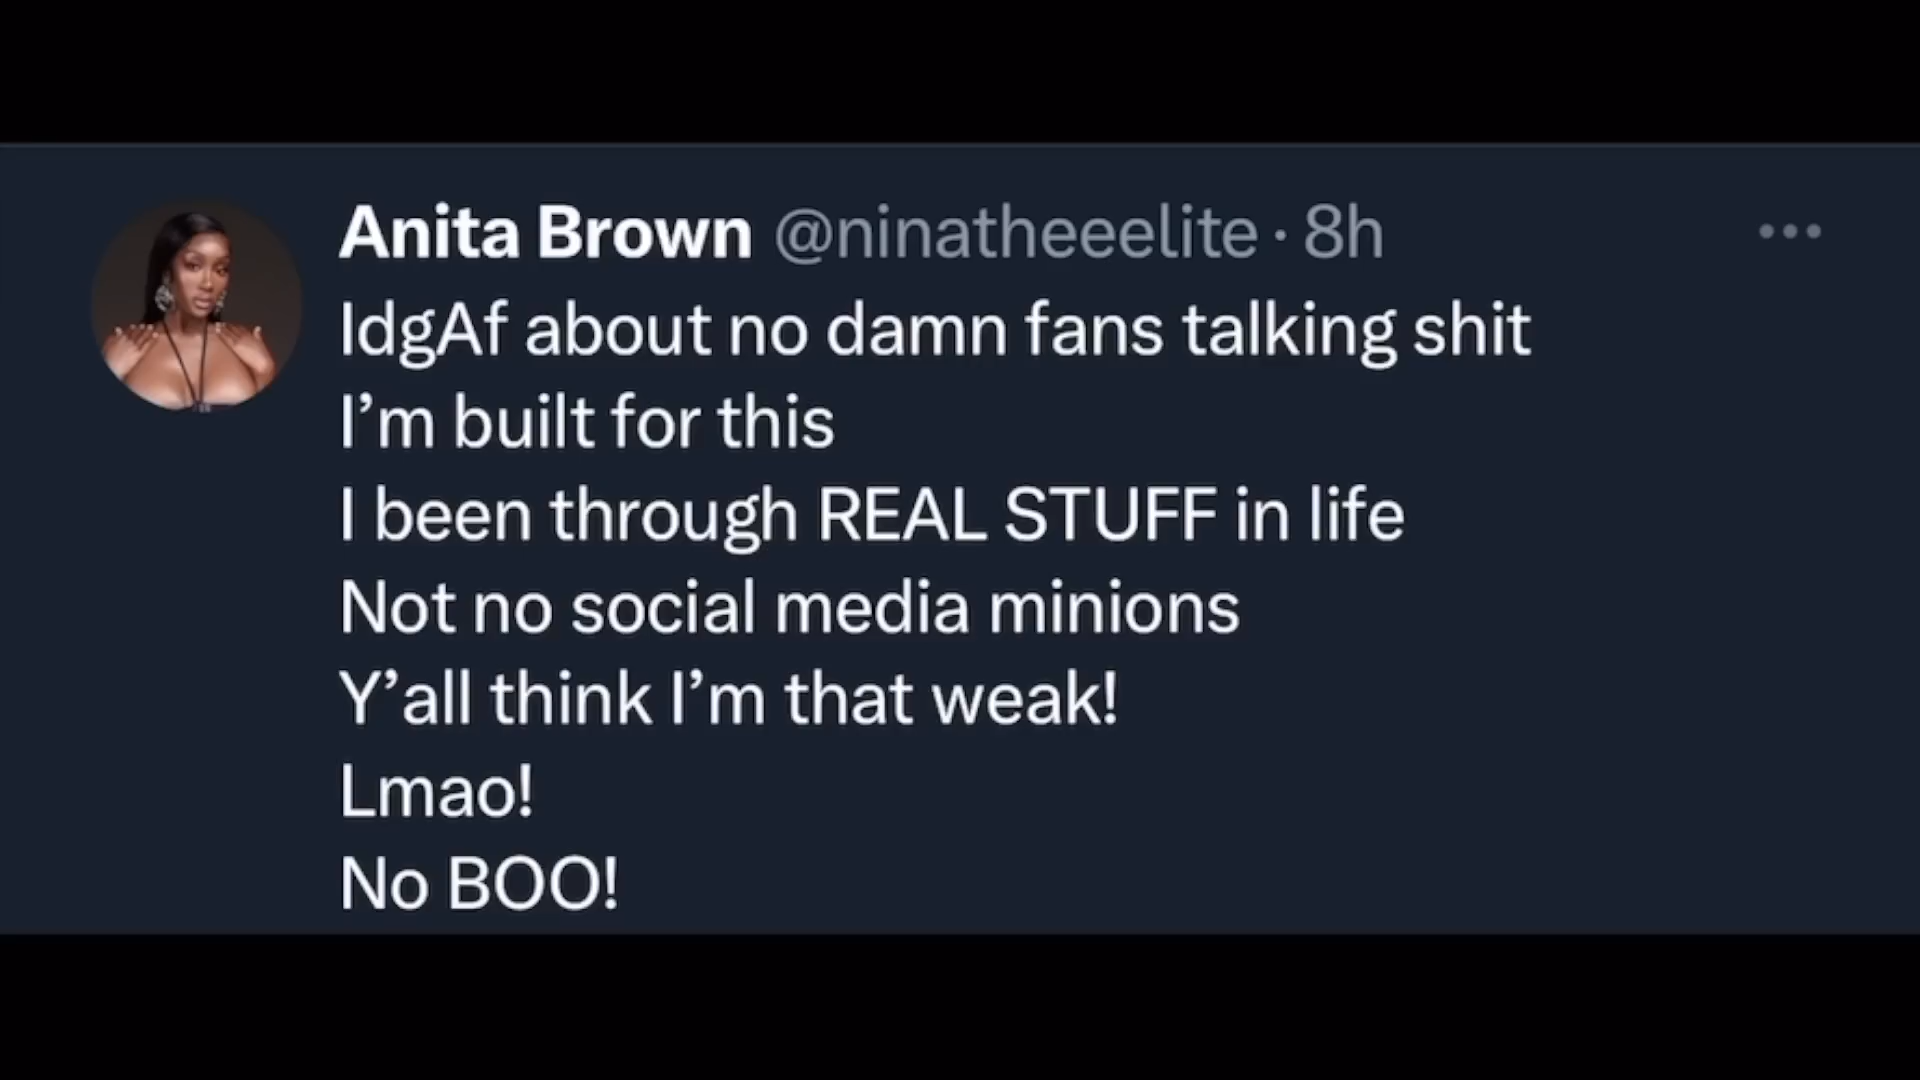 Anita Brown @ninatheeelite · 8h
IdgAf about no damn fans talking shit
I'm built for this
I been through REAL STUFF in life
Not no social media minions
Y'all think I'm that weak!
Lmao!
No BOO!